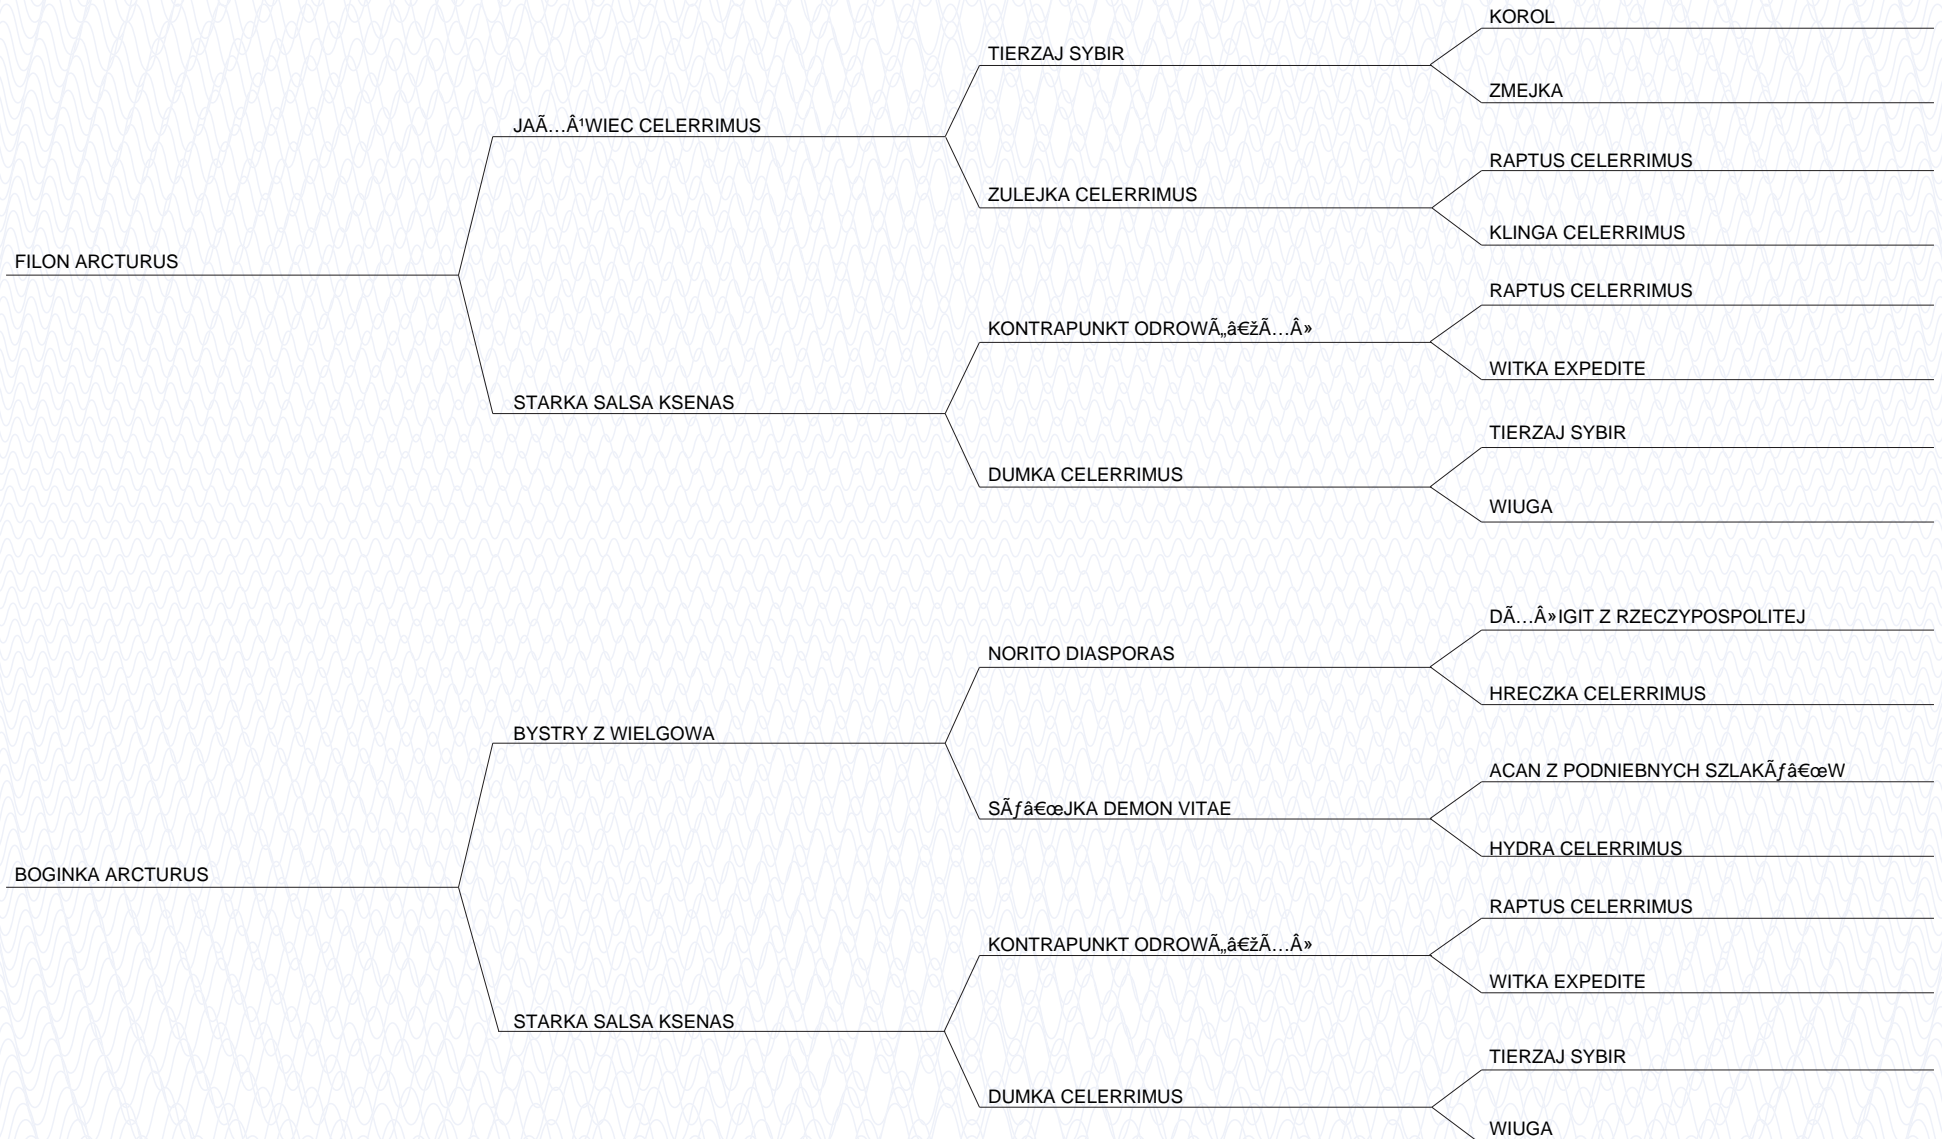 KOROL
TIERZAJ SYBIR
ZMEJKA
JAÃ…Â¹WIEC CELERRIMUS
RAPTUS CELERRIMUS
ZULEJKA CELERRIMUS
KLINGA CELERRIMUS
FILON ARCTURUS
RAPTUS CELERRIMUS
KONTRAPUNKT ODROWÃ„â€žÃ…Â»
WITKA EXPEDITE
STARKA SALSA KSENAS
TIERZAJ SYBIR
DUMKA CELERRIMUS
WIUGA
DÃ…Â»IGIT Z RZECZYPOSPOLITEJ
NORITO DIASPORAS
HRECZKA CELERRIMUS
BYSTRY Z WIELGOWA
ACAN Z PODNIEBNYCH SZLAKÃƒâ€œW
SÃƒâ€œJKA DEMON VITAE
HYDRA CELERRIMUS
BOGINKA ARCTURUS
RAPTUS CELERRIMUS
KONTRAPUNKT ODROWÃ„â€žÃ…Â»
WITKA EXPEDITE
STARKA SALSA KSENAS
TIERZAJ SYBIR
DUMKA CELERRIMUS
WIUGA